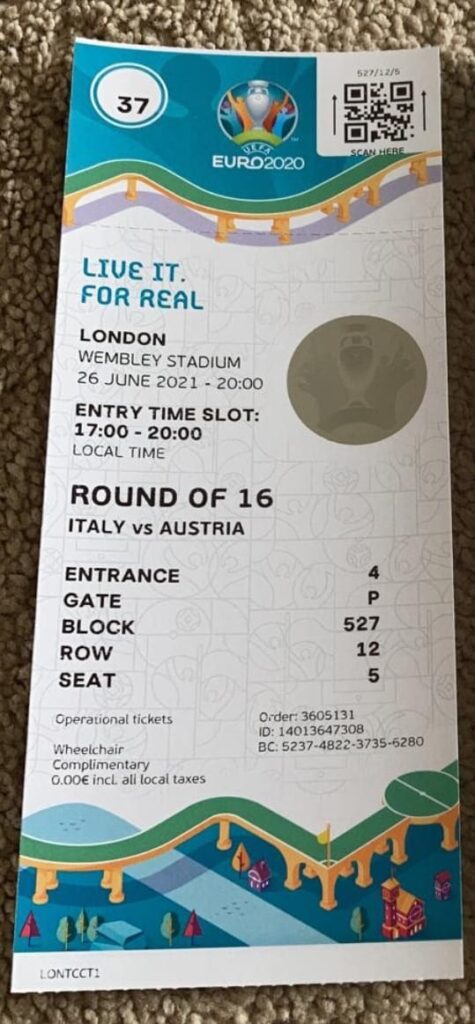 527/12/5
37
SCAN HERE
UEFA
EURO2020
LIVE IT.
FOR REAL
LONDON
WEMBLEY STADIUM
26 JUNE 2021 - 20:00
ENTRY TIME SLOT:
17:00 - 20:00
LOCAL TIME
ROUND OF 16
ITALY vs AUSTRIA
ENTRANCE 4
GATE P
BLOCK 527
ROW 12
SEAT 5
Operational tickets
Wheelchair
Complimentary
0.00€ incl. all local taxes
Order: 3605131
ID: 14013647308
BC: 5237-4822-3735-6280
LONTCCT1